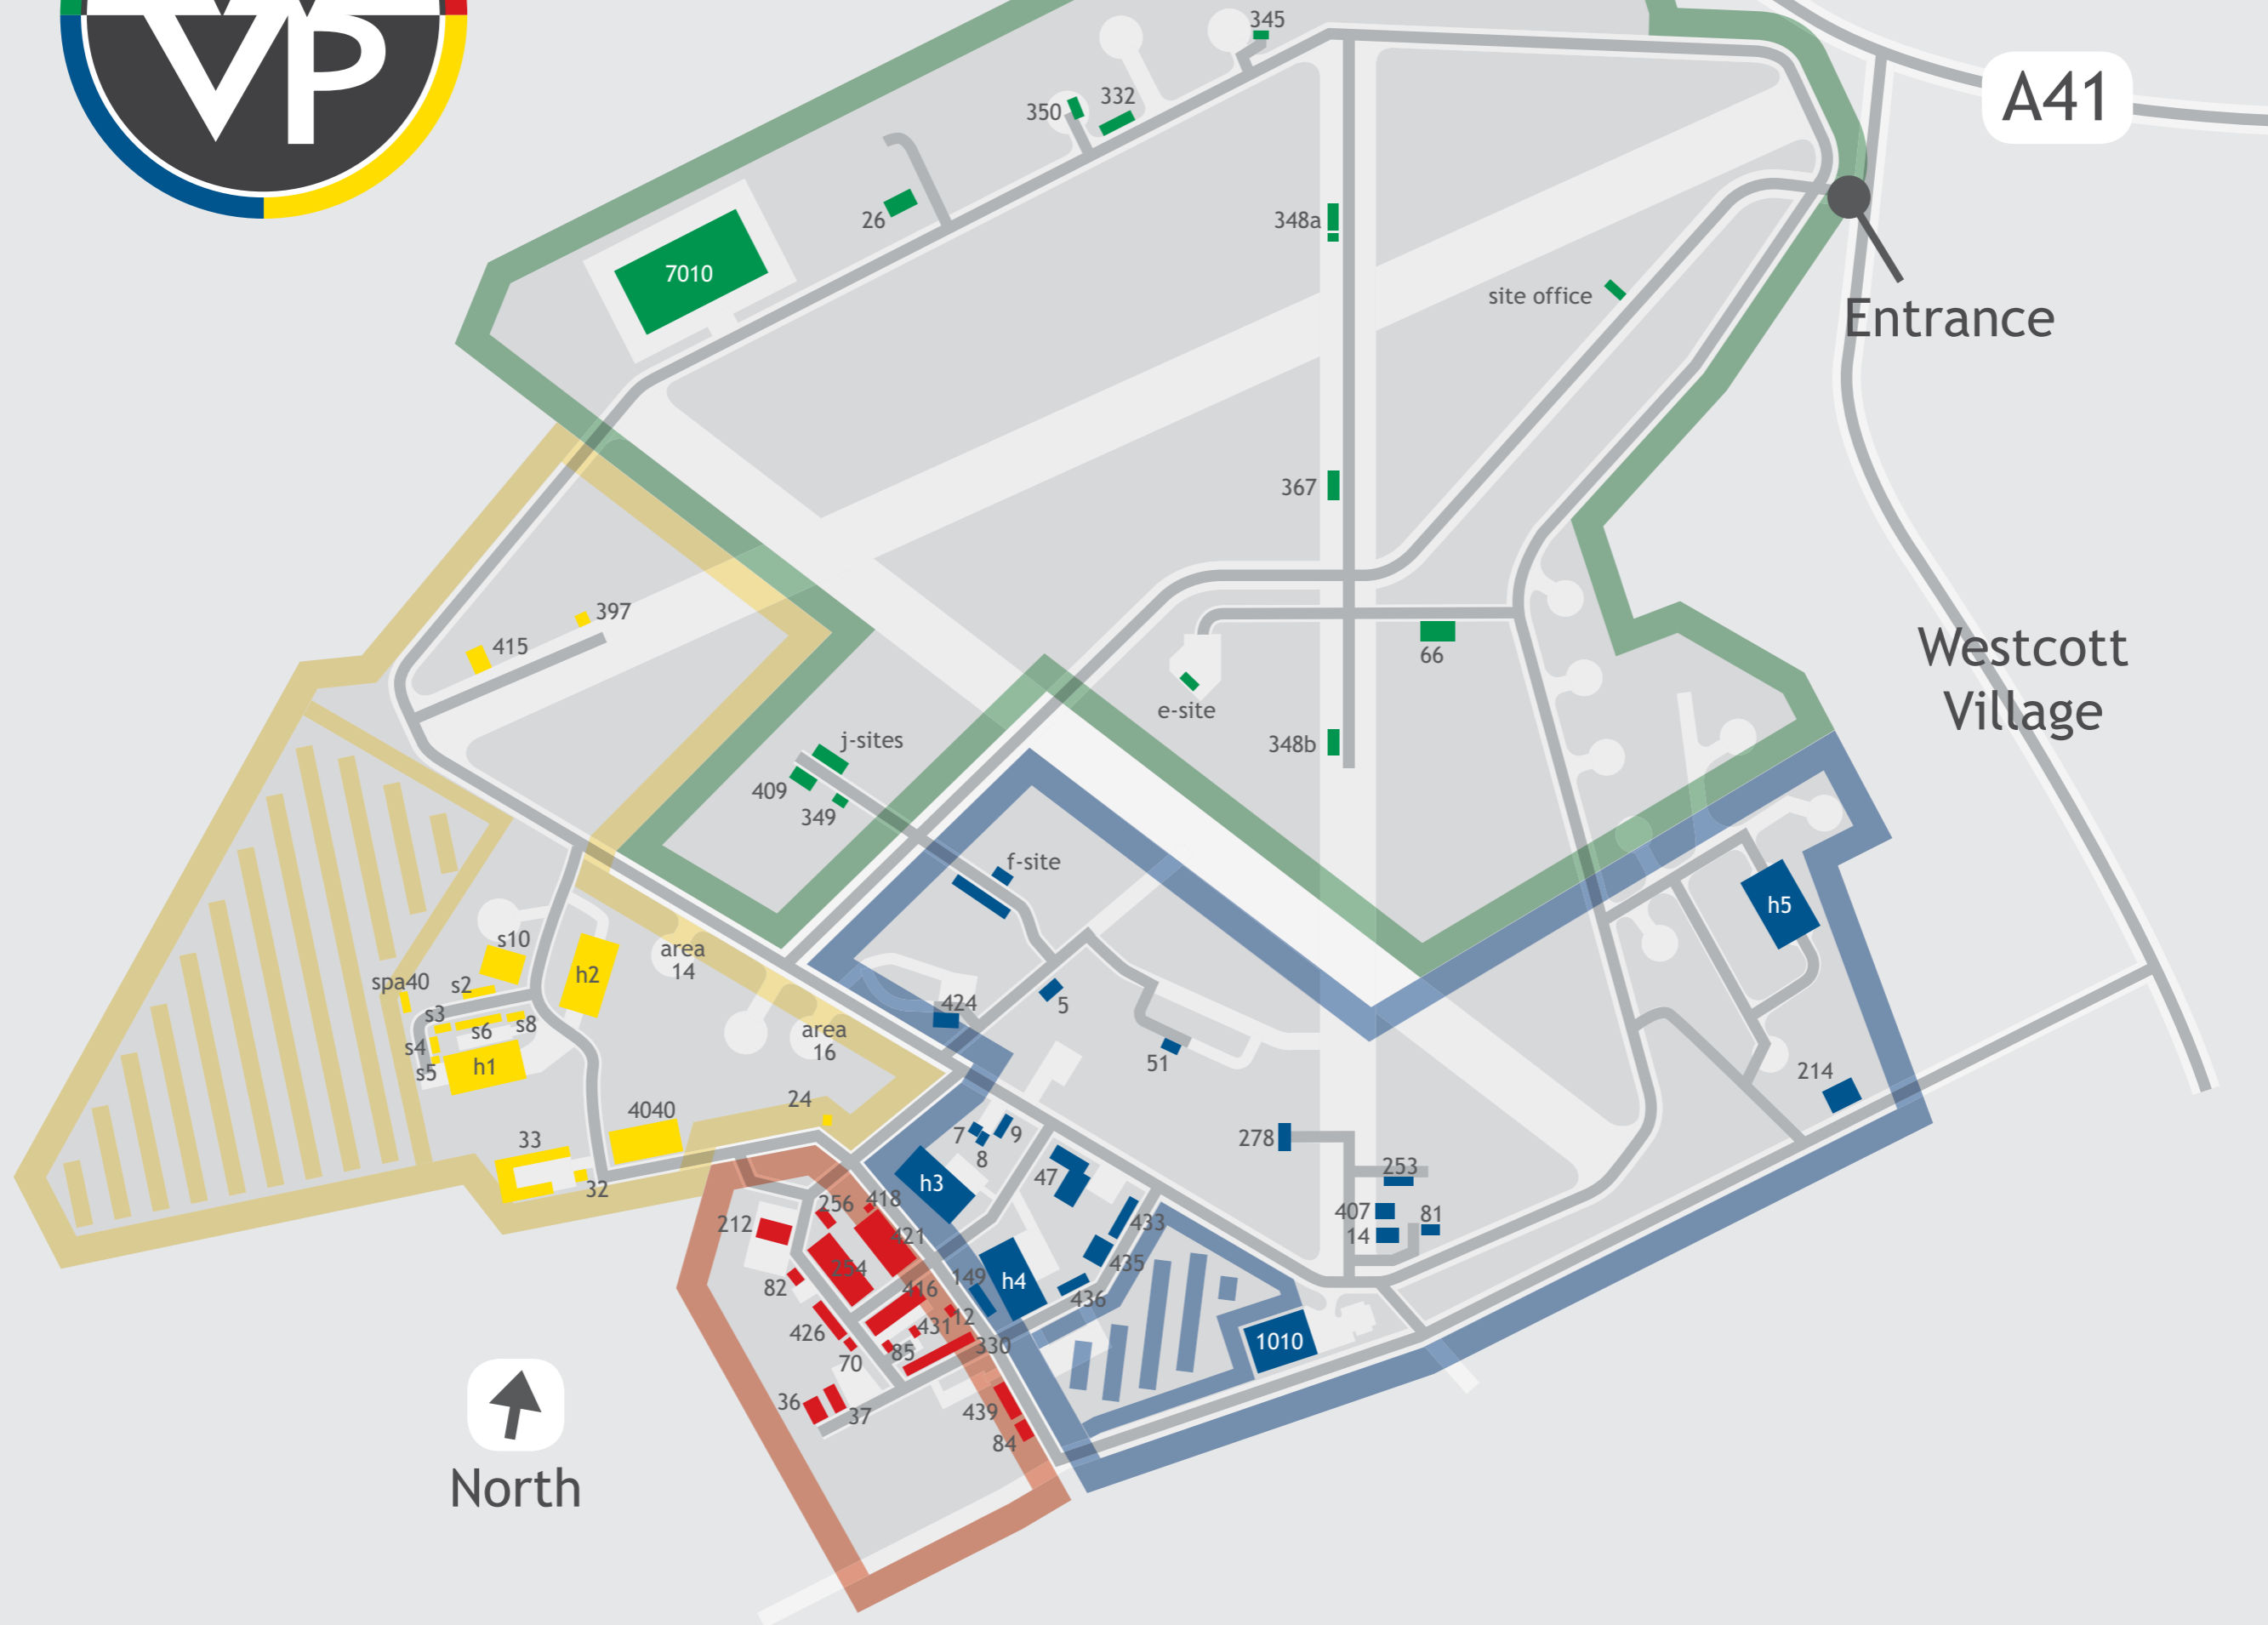 VP
345
A41
350
332
348a
26
7010
site office
Entrance
367
397
415
66
Westcott
Village
e-site
j-sites
348b
409
349
f-site
h5
s10
area
14
h2
spa40
s2
424
5
s3
s8
s6
area
16
s4
h1
s5
51
214
24
4040
33
7
9
8
278
47
253
h3
32
256
418
212
407
81
433
421
14
254
435
149
h4
82
416
436
12
431
426
330
1010
85
70
36
37
439
84
North